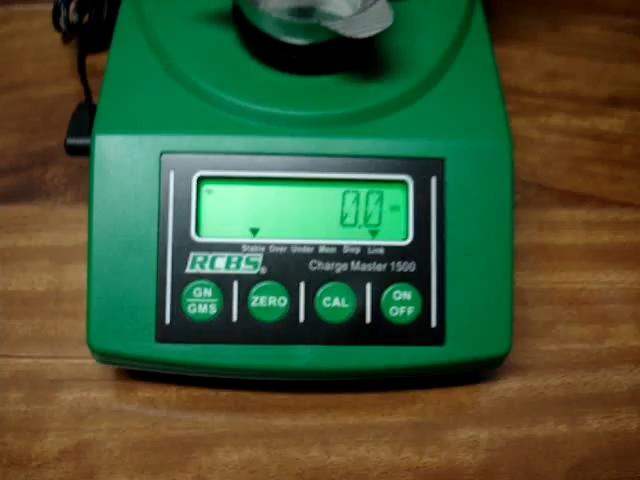 0.0
Stable Over Under Mem Disp Link
RCBS
Charge Master 1500
GN
GMS
ZERO
CAL
ON
OFF